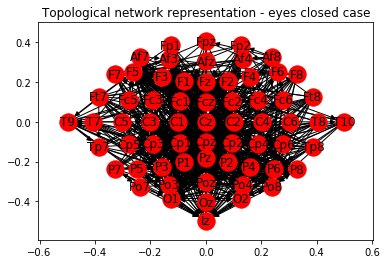 Topological network representation - eyes closed case
0.4
0.2
0.0
−0.2
−0.4
−0.6 −0.4 −0.2 0.0 0.2 0.4 0.6
Fp1 Fpz Fp2
Af7 Af3 Afz Af4 Af8
F7 F5 F3 F1 Fz F2 F4 F6 F8
Ft7 Fc5 Fc3 Fc1 Fcz Fc2 Fc4 Fc6 Ft8
T9 T7 C5 C3 C1 Cz C2 C4 C6 T8 T10
Tp7 Cp5 Cp3 Cp1 Cpz Cp2 Cp4 Cp6 Tp8
P7 P5 P3 P1 Pz P2 P4 P6 P8
Po7 Po3 Poz Po4 Po8
O1 Oz O2
Iz